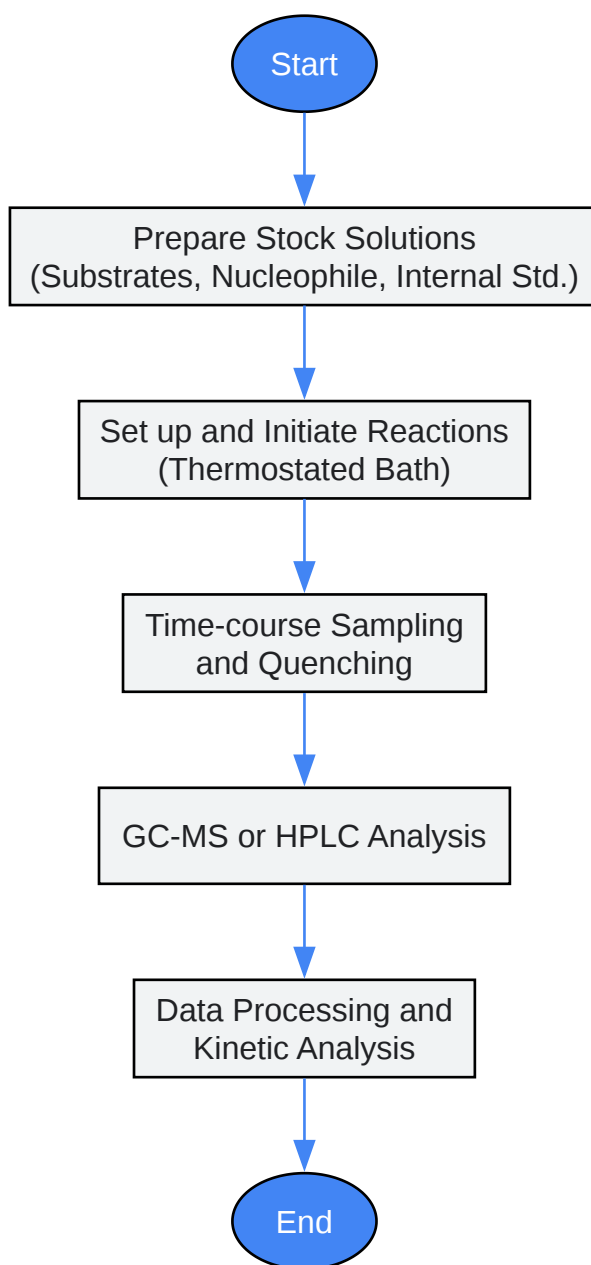 Start
Prepare Stock Solutions
(Substrates, Nucleophile, Internal Std.)
Set up and Initiate Reactions
(Thermostated Bath)
Time-course Sampling
and Quenching
GC-MS or HPLC Analysis
Data Processing and
Kinetic Analysis
End